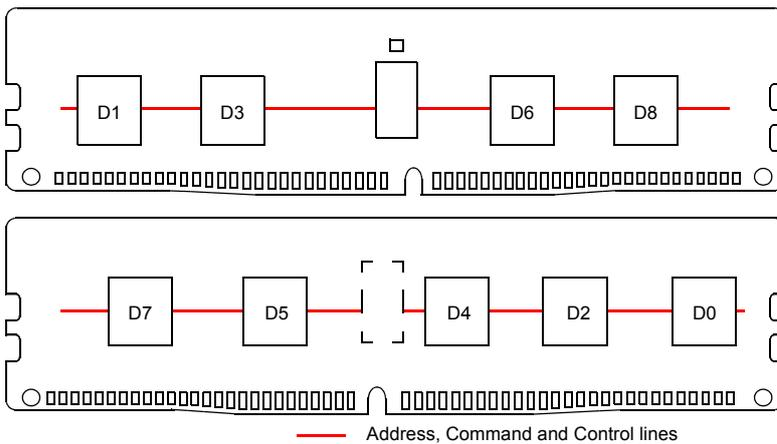 D1 D3 D6 D8
D7 D5 D4 D2 D0
Address, Command and Control lines